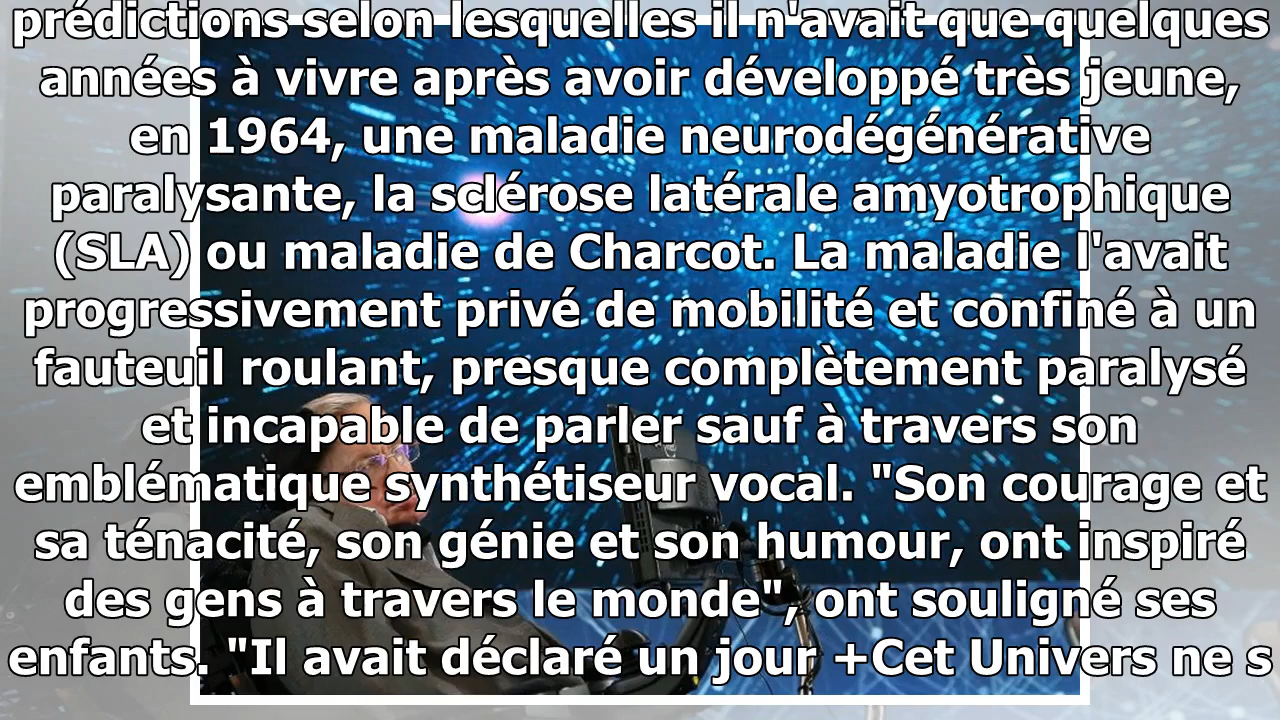 prédictions selon lesquelles il n'avait que quelques
années à vivre après avoir développé très jeune,
en 1964, une maladie neurodégénérative
paralysante, la sclérose latérale amyotrophique
(SLA) ou maladie de Charcot. La maladie l'avait
progressivement privé de mobilité et confiné à un
fauteuil roulant, presque complètement paralysé
et incapable de parler sauf à travers son
emblématique synthétiseur vocal. "Son courage et
sa ténacité, son génie et son humour, ont inspiré
des gens à travers le monde", ont souligné ses
enfants. "Il avait déclaré un jour +Cet Univers ne s